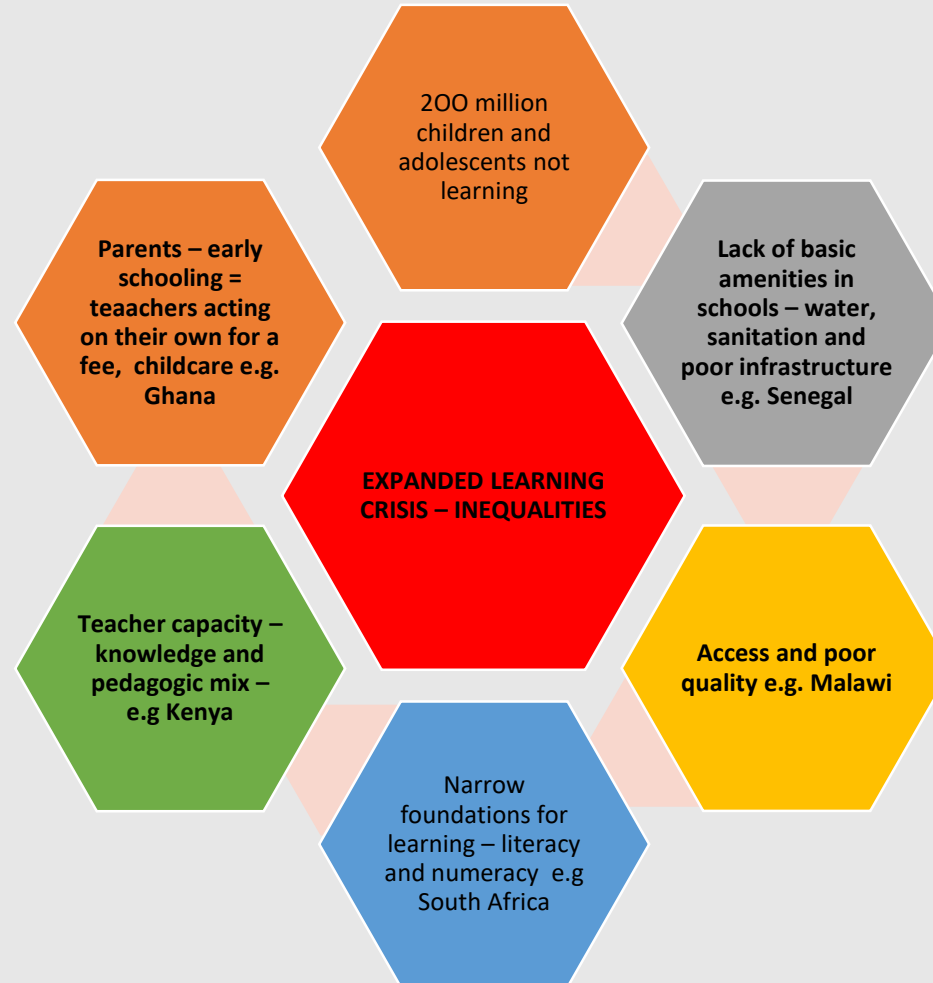 2OO million
children and
adolescents not
learning
Lack of basic
amenities in
schools – water,
sanitation and
poor infrastructure
e.g. Senegal
Access and poor
quality e.g. Malawi
Narrow
foundations for
learning – literacy
and numeracy e.g
South Africa
Teacher capacity –
knowledge and
pedagogic mix –
e.g Kenya
Parents – early
schooling =
teaachers acting
on their own for a
fee, childcare e.g.
Ghana
EXPANDED LEARNING
CRISIS – INEQUALITIES